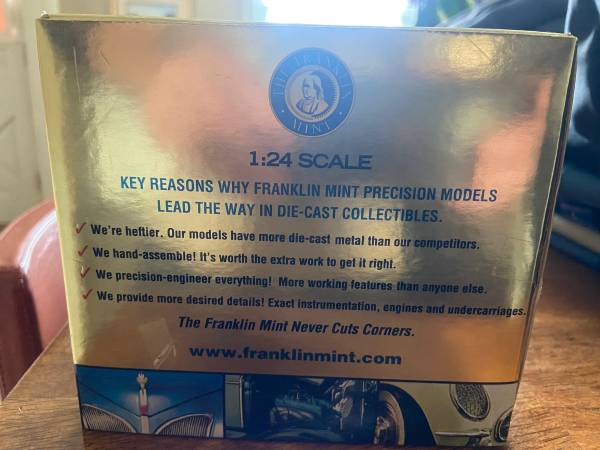 THE FRANKLIN
MINT
1:24 SCALE
KEY REASONS WHY FRANKLIN MINT PRECISION MODELS
LEAD THE WAY IN DIE-CAST COLLECTIBLES.
We're heftier. Our models have more die-cast metal than our competitors.
We hand-assemble! It's worth the extra work to get it right.
We precision-engineer everything! More working features than anyone else.
We provide more desired details! Exact instrumentation, engines and undercarriages.
The Franklin Mint Never Cuts Corners.
www.franklinmint.com